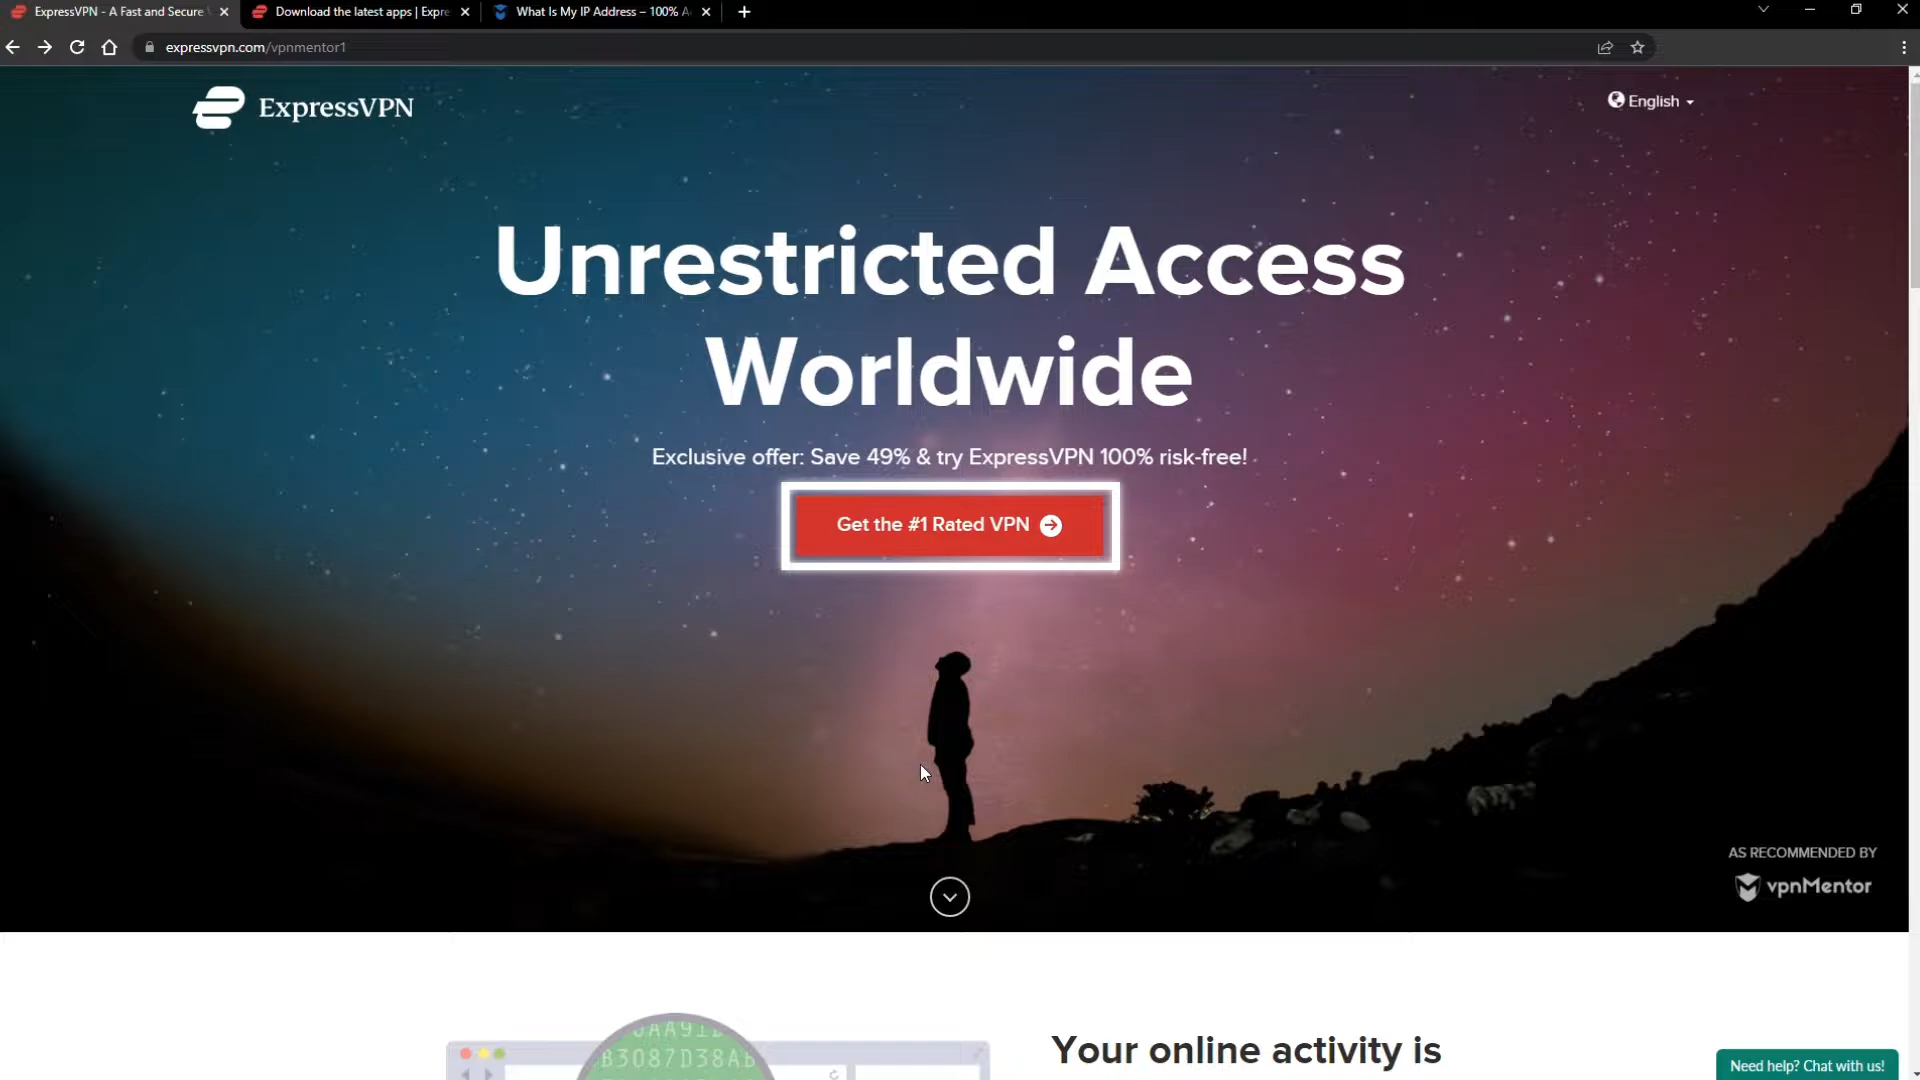 ExpressVPN - A Fast and Secure
Download the latest apps | Expre
What Is My IP Address – 100% A
expressvpn.com/vpnmentor1
ExpressVPN
English
Unrestricted Access
Worldwide
Exclusive offer: Save 49% & try ExpressVPN 100% risk-free!
Get the #1 Rated VPN
AS RECOMMENDED BY
vpnMentor
B3087D38AB
Your online activity is
Need help? Chat with us!